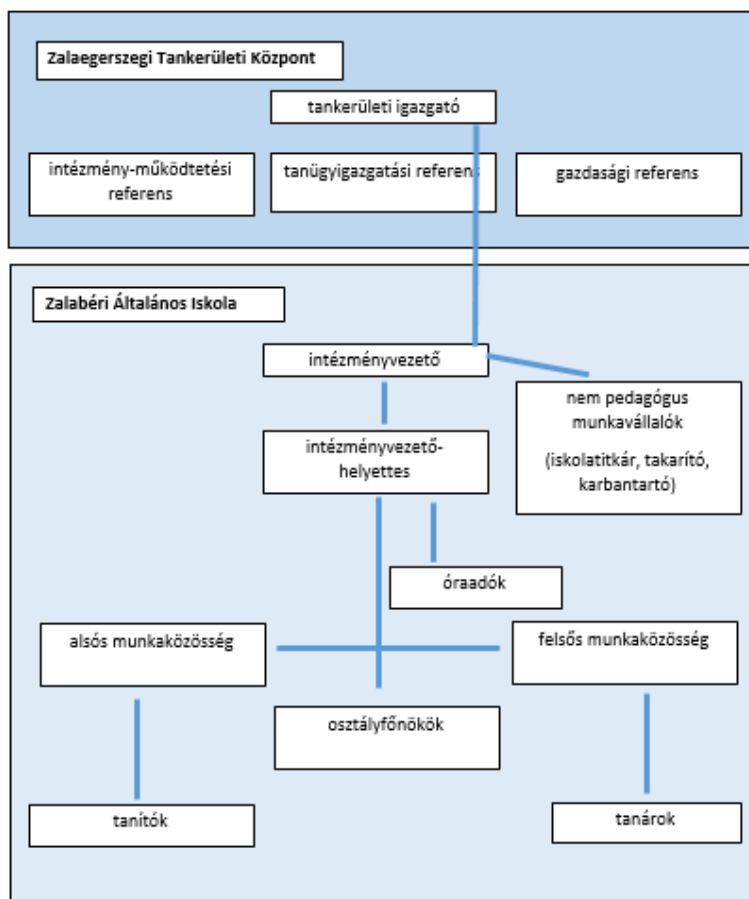 Zalaegerszegi Tankerületi Központ
tankerületi igazgató
intézmény-működtetési
referens
tanügyigazgatási referens
gazdasági referens
Zalabéri Általános Iskola
intézményvezető
nem pedagógus
munkavállalók
(iskolatitkár, takarító,
karbantartó)
intézményvezető-
helyettes
óraadók
alsós munkaközösség
felsős munkaközösség
osztályfőnökök
tanítók
tanárok